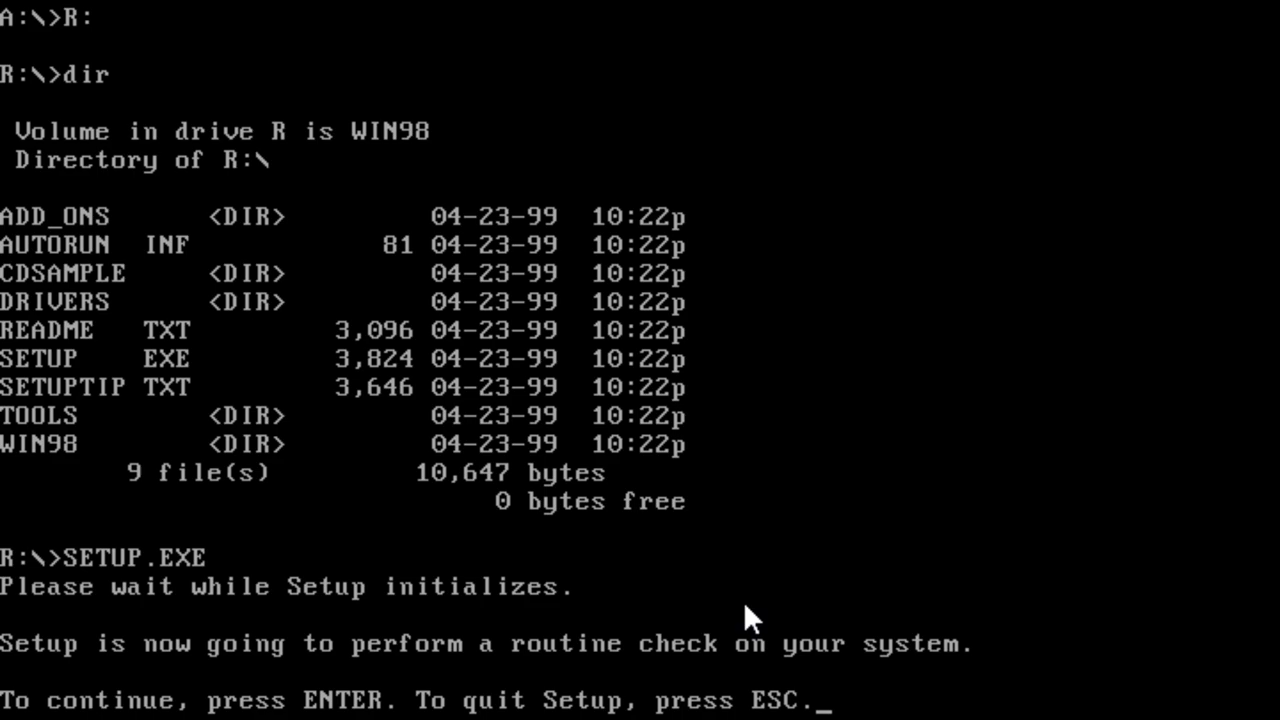 A:\>R:
R:\>dir
Volume in drive R is WIN98
Directory of R:\
ADD_ONS <DIR> 04-23-99 10:22p
AUTORUN INF 81 04-23-99 10:22p
CDSAMPLE <DIR> 04-23-99 10:22p
DRIVERS <DIR> 04-23-99 10:22p
README TXT 3,096 04-23-99 10:22p
SETUP EXE 3,824 04-23-99 10:22p
SETUPTIP TXT 3,646 04-23-99 10:22p
TOOLS <DIR> 04-23-99 10:22p
WIN98 <DIR> 04-23-99 10:22p
9 file(s) 10,647 bytes
0 bytes free
R:\>SETUP.EXE
Please wait while Setup initializes.
Setup is now going to perform a routine check on your system.
To continue, press ENTER. To quit Setup, press ESC._